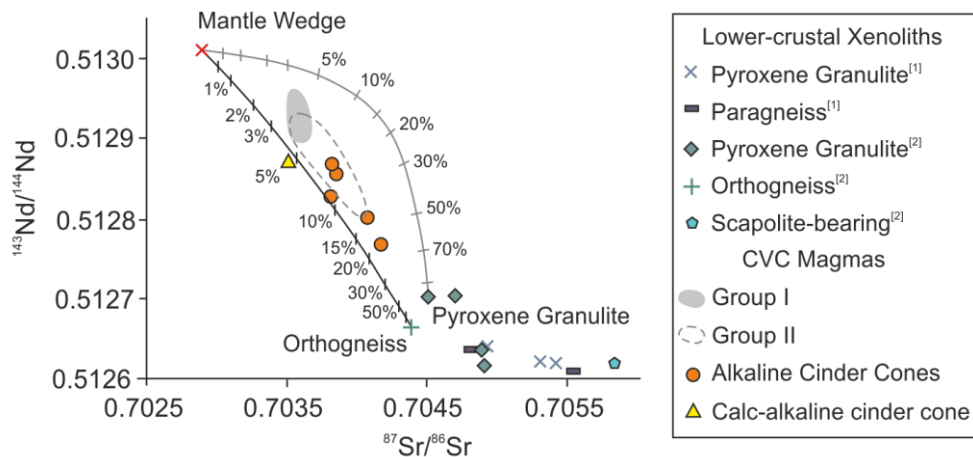 Mantle Wedge
0.5130
0.5129
0.5128
0.5127
0.5126
¹⁴³Nd/¹⁴⁴Nd
1%
2%
3%
5%
10%
15%
20%
30%
50%
5%
10%
20%
30%
50%
70%
Orthogneiss
Pyroxene Granulite
0.7025
0.7035
0.7045
0.7055
⁸⁷Sr/⁸⁶Sr
Lower-crustal Xenoliths
Pyroxene Granulite[1]
Paragneiss[1]
Pyroxene Granulite[2]
Orthogneiss[2]
Scapolite-bearing[2]
CVC Magmas
Group I
Group II
Alkaline Cinder Cones
Calc-alkaline cinder cone